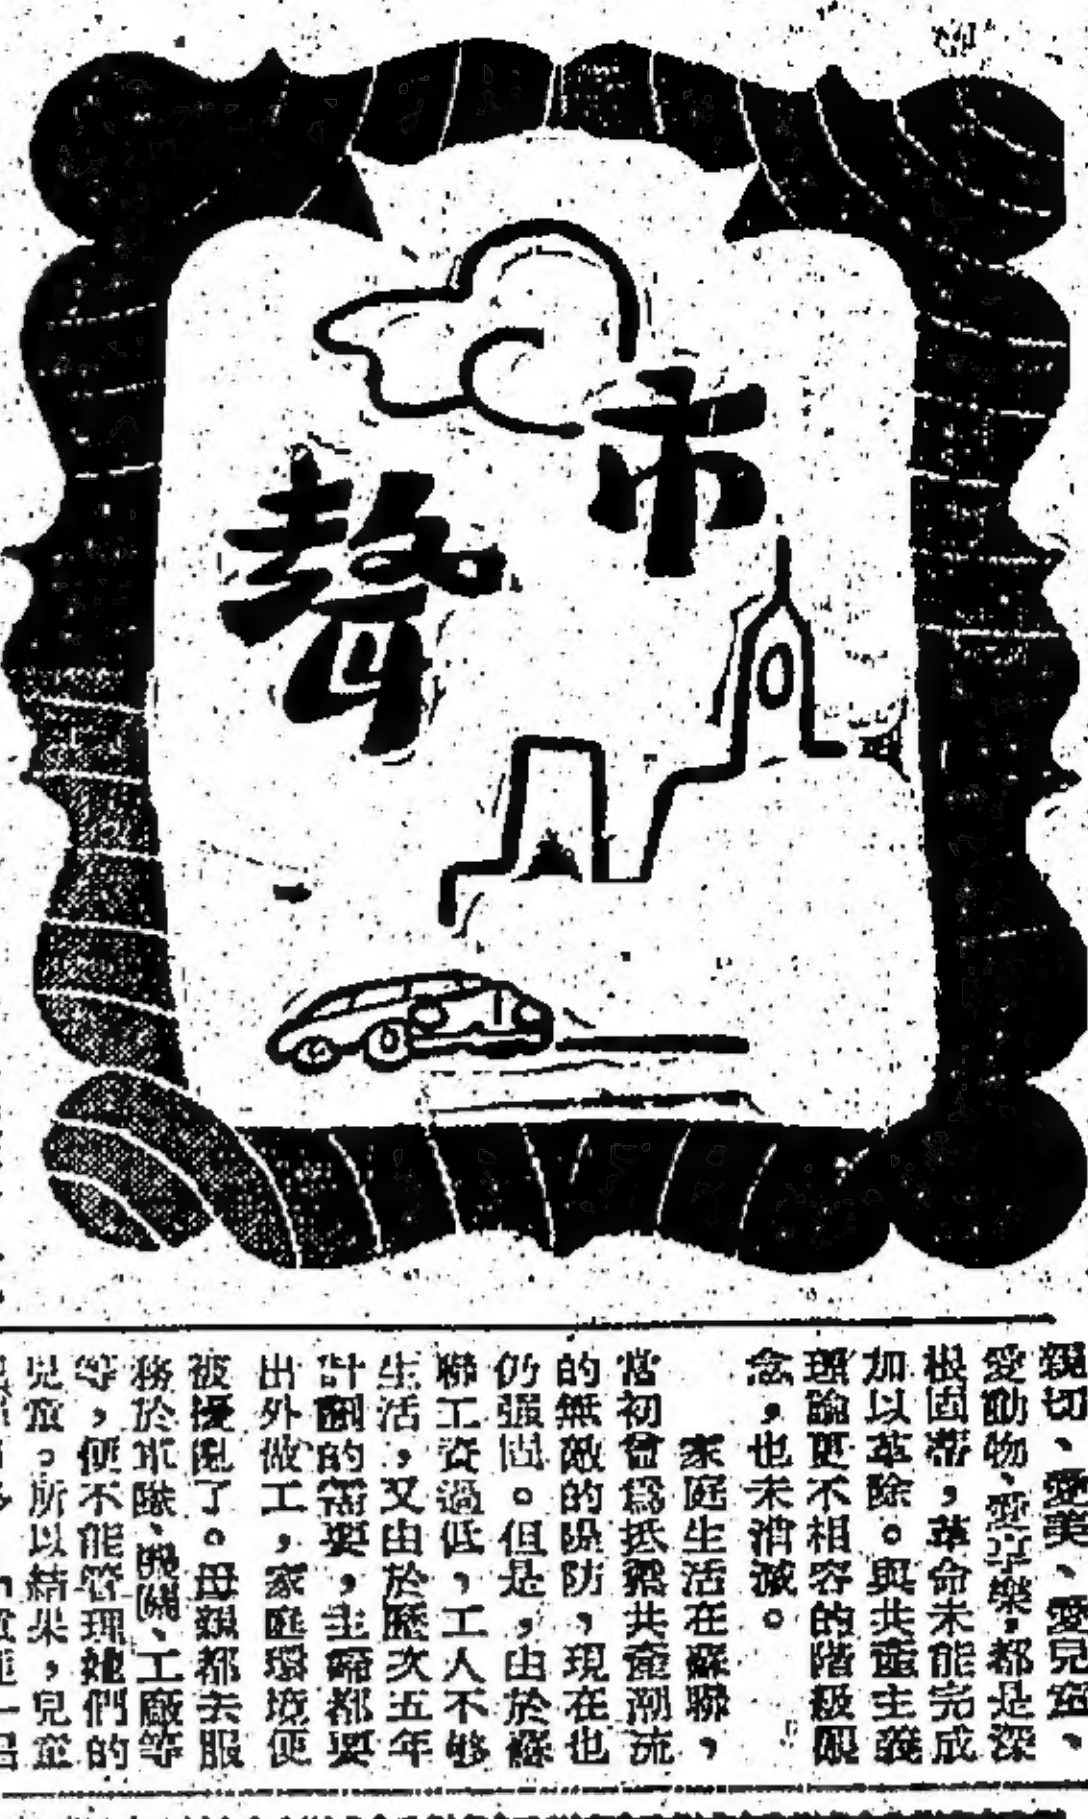 市聲
親切、愛美、愛兒童、
愛動物、愛享樂，都是深
根固蒂，革命未能完成
加以革除。與共產主義
理論更不相容的階級觀
念，也未消滅。
家庭生活在蘇聯，
當初曾爲抵禦共產潮流
的無敵的隄防，現在也
仍强固。但是，由於蘇
聯工資過低，工人不够
生活，又由於歷次五年
計劃的需要，主婦都要
出外做工，家庭環境便
被擾亂了。母親都去服
務於軍隊、機關、工廠等
等，便不能管理她們的
兒童。所以結果，兒童